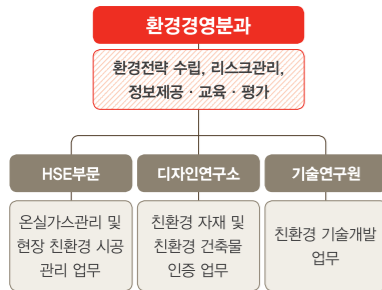 환경경영분과
환경전략 수립, 리스크관리,
정보제공 · 교육 · 평가
HSE부문
디자인연구소
기술연구원
온실가스관리 및
현장 친환경 시공
관리 업무
친환경 자재 및
친환경 건축물
인증 업무
친환경 기술개발
업무